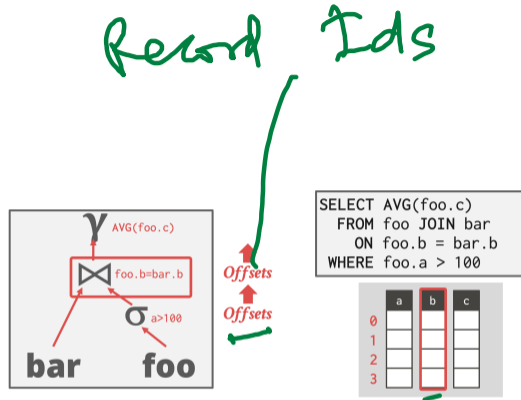 Record Ids
γ AVG(foo.c)
⋈ foo.b=bar.b
σ a>100
bar foo
Offsets
Offsets
SELECT AVG(foo.c)
FROM foo JOIN bar
ON foo.b = bar.b
WHERE foo.a > 100
a b c
0
1
2
3